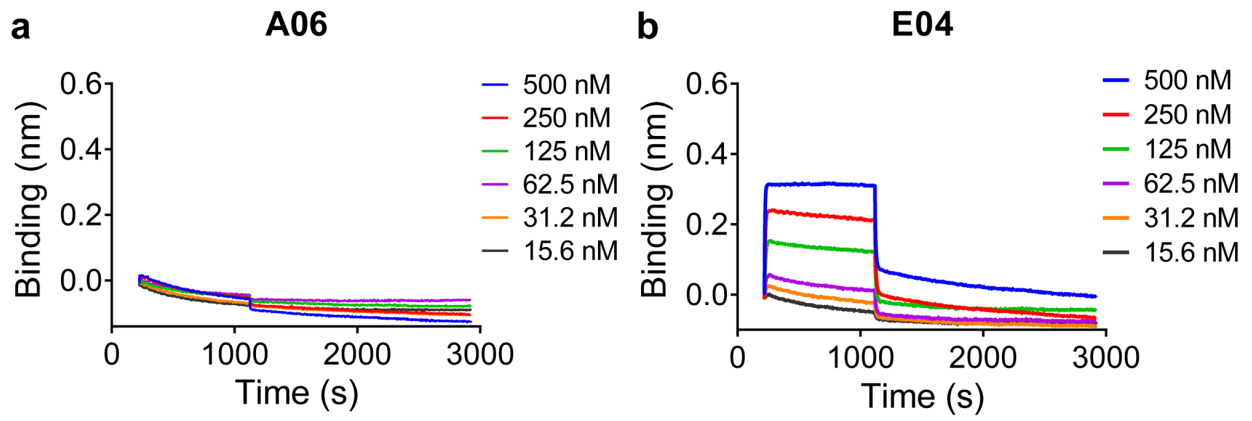 a
A06
Binding (nm)
0.6
0.4
0.2
0.0
0
1000
2000
3000
Time (s)
500 nM
250 nM
125 nM
62.5 nM
31.2 nM
15.6 nM
b
E04
Binding (nm)
0.6
0.4
0.2
0.0
0
1000
2000
3000
Time (s)
500 nM
250 nM
125 nM
62.5 nM
31.2 nM
15.6 nM